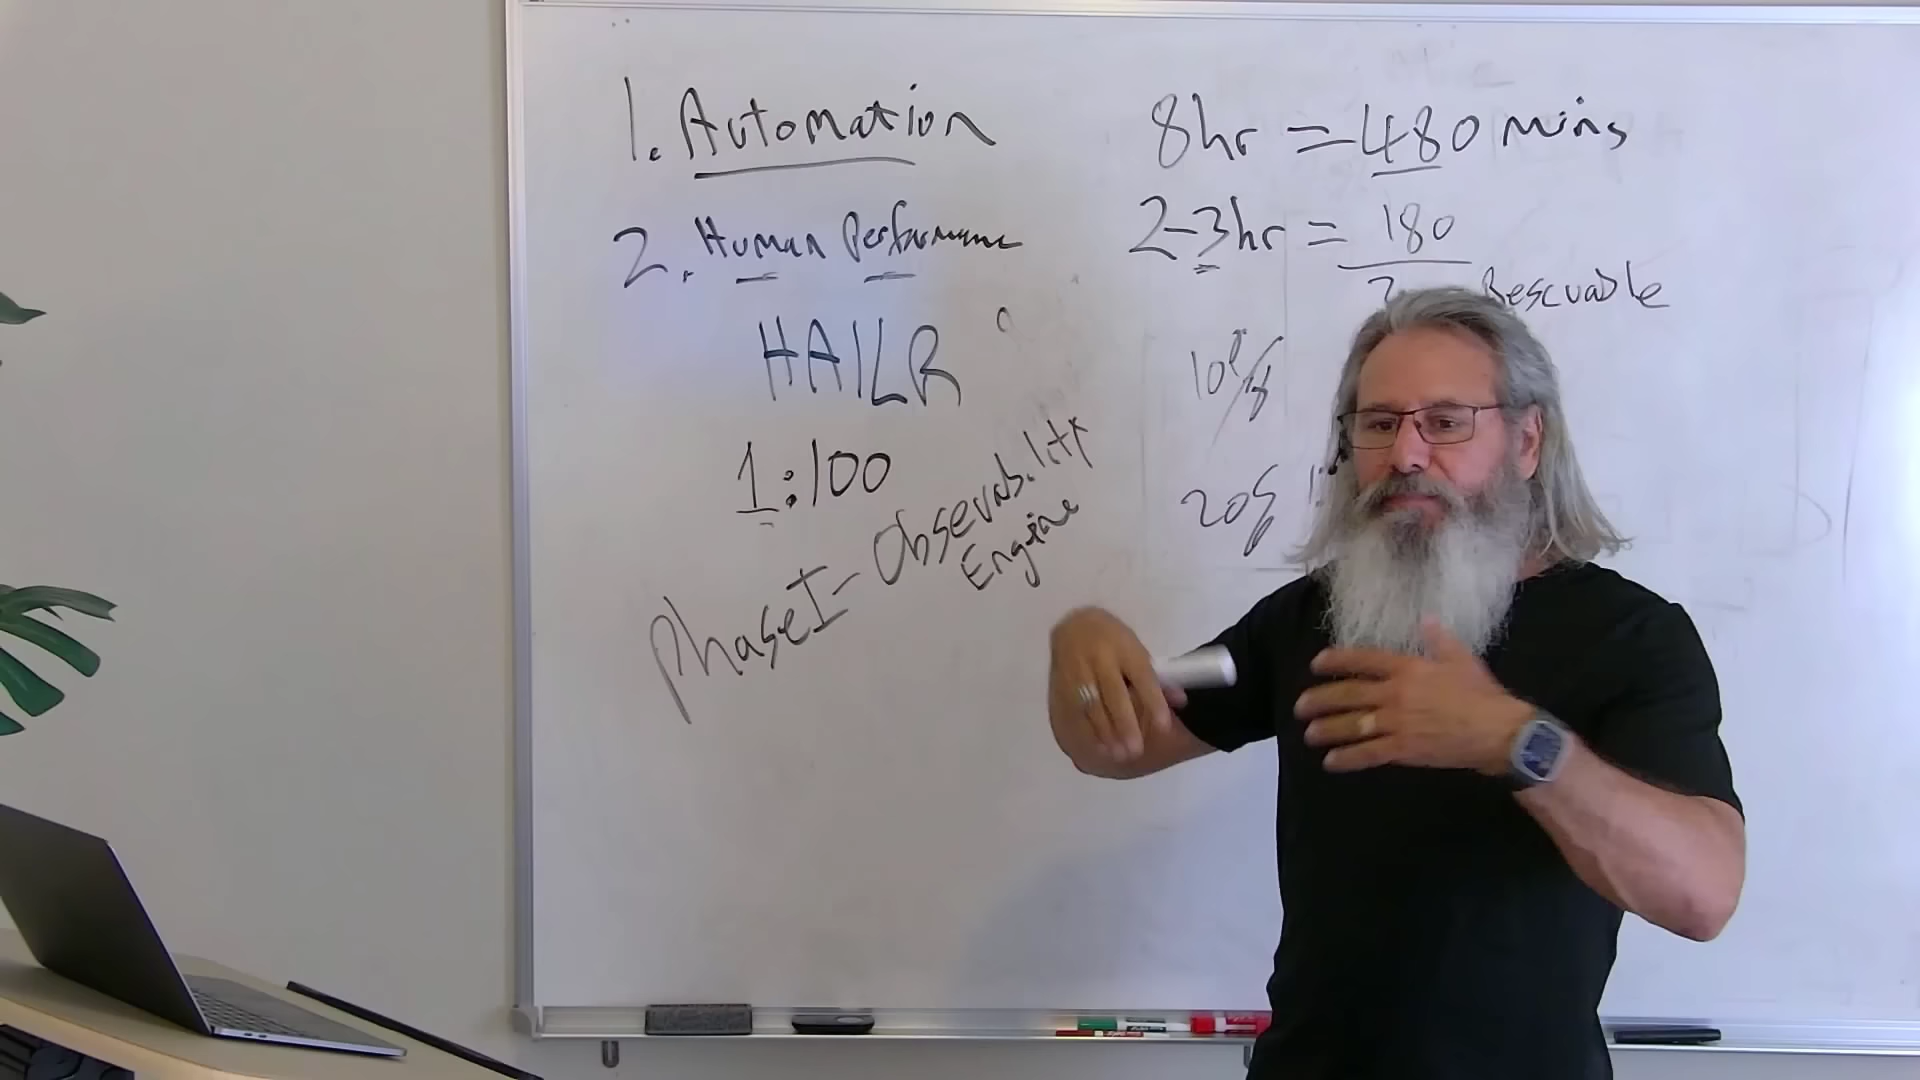 1. Automation
2. Human Performance
HAILR
1:100
Phase I - Observability
Engine
8hr = 480 mins
2-3hr = 180
Rescuable